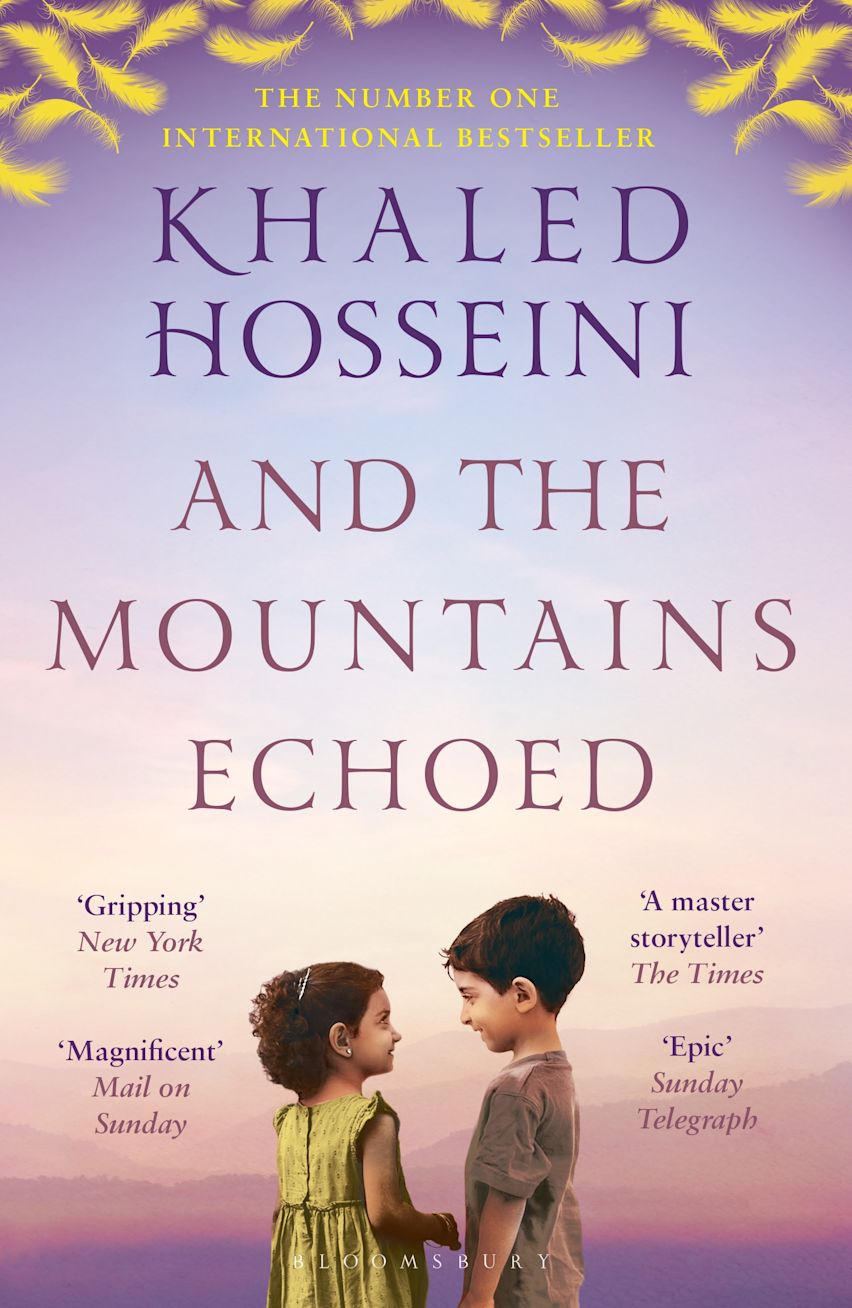 THE NUMBER ONE
INTERNATIONAL BESTSELLER
KHALED
HOSSEINI
AND THE
MOUNTAINS
ECHOED
‘Gripping’
New York
Times
‘Magnificent’
Mail on
Sunday
‘A master
storyteller’
The Times
‘Epic’
Sunday
Telegraph
BLOOMSBURY